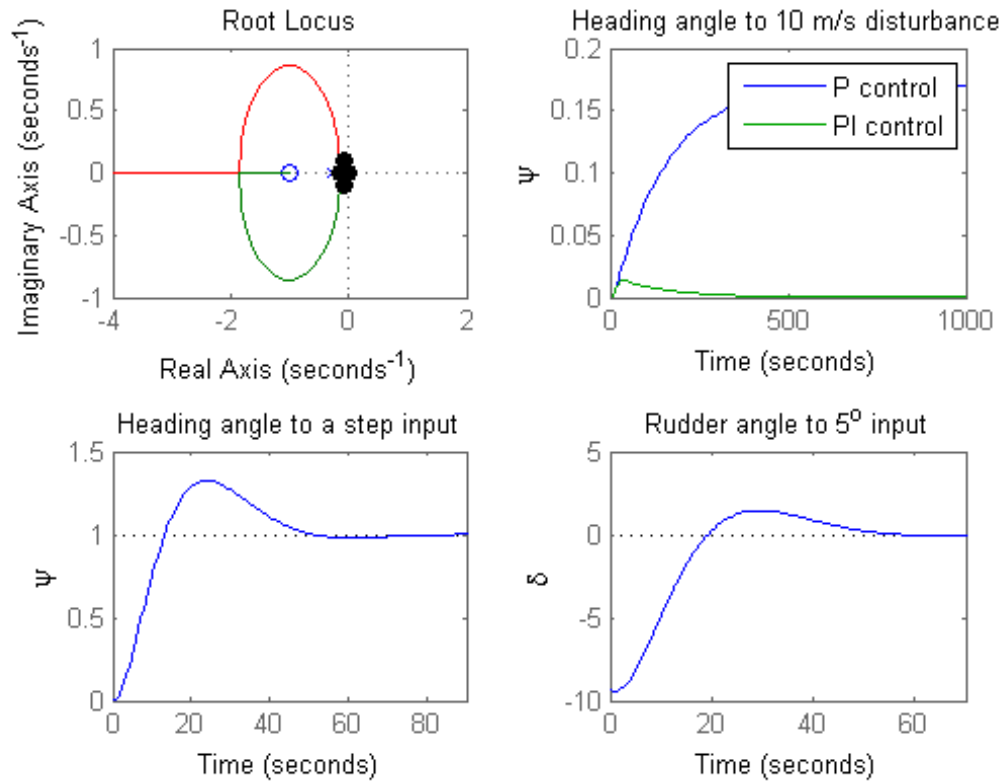 Root Locus
Imaginary Axis (seconds⁻¹)
1
0.5
0
-0.5
-1
-4
-2
0
2
Real Axis (seconds⁻¹)
Heading angle to 10 m/s disturbance
Ψ
0.2
0.15
0.1
0.05
0
P control
PI control
0
500
1000
Time (seconds)
Heading angle to a step input
Ψ
1.5
1
0.5
0
0
20
40
60
80
Time (seconds)
Rudder angle to 5⁰ input
δ
5
0
-5
-10
0
20
40
60
Time (seconds)